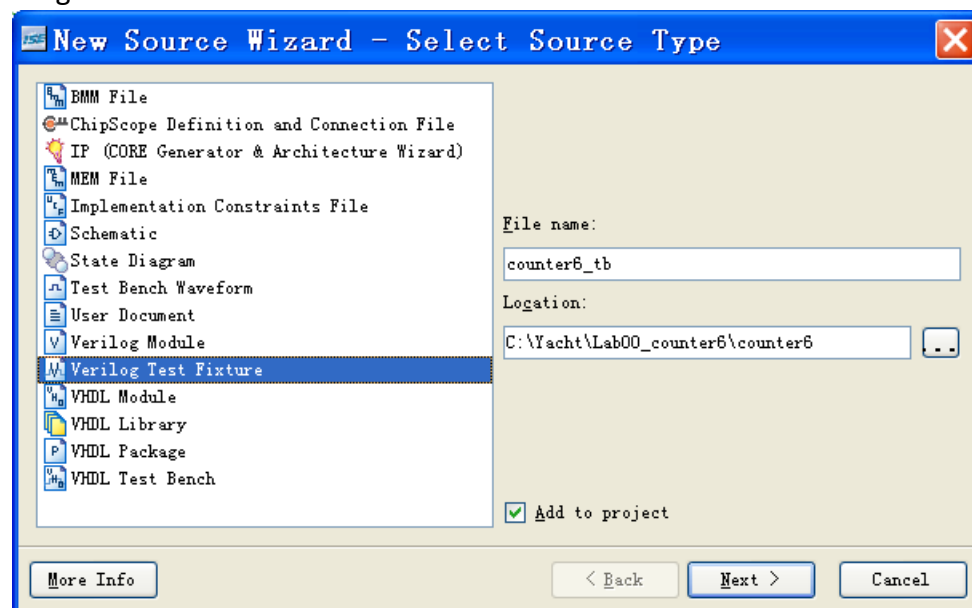 ISE New Source Wizard - Select Source Type
BMM File
ChipScope Definition and Connection File
IP (CORE Generator & Architecture Wizard)
MEM File
Implementation Constraints File
Schematic
State Diagram
Test Bench Waveform
User Document
Verilog Module
Verilog Test Fixture
VHDL Module
VHDL Library
VHDL Package
VHDL Test Bench
File name:
counter6_tb
Location:
C:\Yacht\Lab00_counter6\counter6
...
Add to project
More Info
< Back
Next >
Cancel